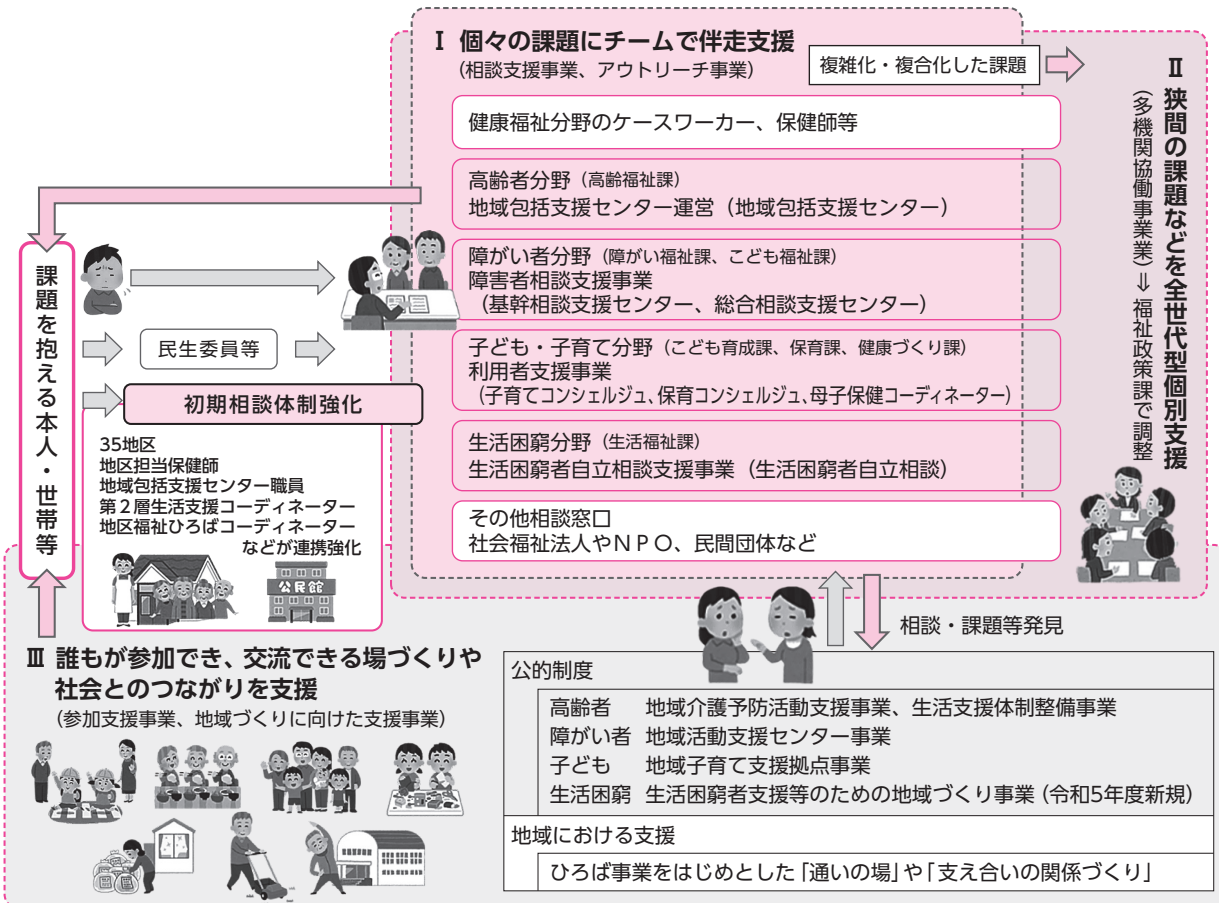 Ⅰ 個々の課題にチームで伴走支援
(相談支援事業、アウトリーチ事業)
複雑化・複合化した課題
健康福祉分野のケースワーカー、保健師等
高齢者分野(高齢福祉課)
地域包括支援センター運営(地域包括支援センター)
障がい者分野(障がい福祉課、こども福祉課)
障害者相談支援事業
(基幹相談支援センター、総合相談支援センター)
子ども・子育て分野(こども育成課、保育課、健康づくり課)
利用者支援事業
(子育てコンシェルジュ、保育コンシェルジュ、母子保健コーディネーター)
生活困窮分野(生活福祉課)
生活困窮者自立相談支援事業(生活困窮者自立相談)
その他相談窓口
社会福祉法人やNPO、民間団体など
Ⅱ 狭間の課題などを全世代型個別支援
(多機関協働事業業)⇓福祉政策課で調整
課題を抱える本人・世帯等
民生委員等
初期相談体制強化
35地区
地区担当保健師
地域包括支援センター職員
第2層生活支援コーディネーター
地区福祉ひろばコーディネーター
などが連携強化
公民館
相談・課題等発見
Ⅲ 誰もが参加でき、交流できる場づくりや
社会とのつながりを支援
(参加支援事業、地域づくりに向けた支援事業)
公的制度
高齢者 地域介護予防活動支援事業、生活支援体制整備事業
障がい者 地域活動支援センター事業
子ども 地域子育て支援拠点事業
生活困窮 生活困窮者支援等のための地域づくり事業(令和5年度新規)
地域における支援
ひろば事業をはじめとした「通いの場」や「支え合いの関係づくり」